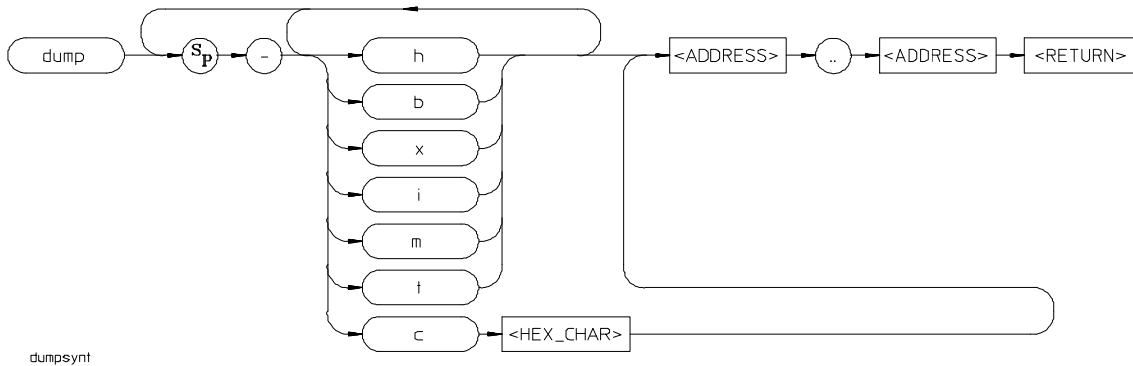 dump
Sp
-
h
<ADDRESS>
..
<ADDRESS>
<RETURN>
b
x
i
m
t
c
<HEX_CHAR>
dumpsynt